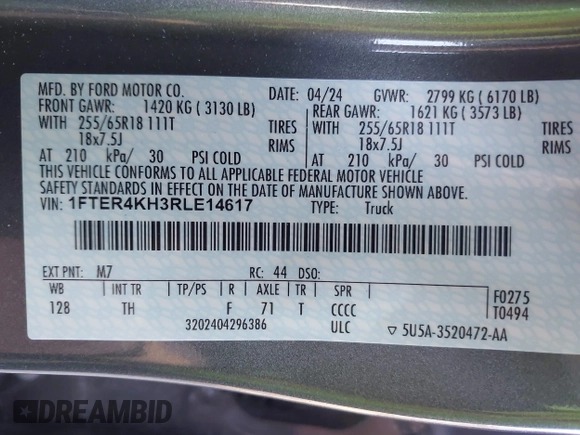 MFD. BY FORD MOTOR CO. DATE: 04/24 GVWR: 2799 KG ( 6170 LB)
FRONT GAWR: 1420 KG ( 3130 LB) REAR GAWR: 1621 KG ( 3573 LB)
WITH 255/65R18 111T TIRES WITH 255/65R18 111T TIRES
18x7.5J RIMS 18x7.5J RIMS
AT 210 kPa/ 30 PSI COLD AT 210 kPa/ 30 PSI COLD
THIS VEHICLE CONFORMS TO ALL APPLICABLE FEDERAL MOTOR VEHICLE
SAFETY STANDARDS IN EFFECT ON THE DATE OF MANUFACTURE SHOWN ABOVE.
VIN: 1FTER4KH3RLE14617 TYPE: Truck
EXT PNT: M7 RC: 44 DSO:
WB INT TR TP/PS R AXLE TR SPR F0275
128 TH F 71 T CCCC T0494
3202404296386 ULC ▽ 5U5A-3520472-AA
DREAMBID